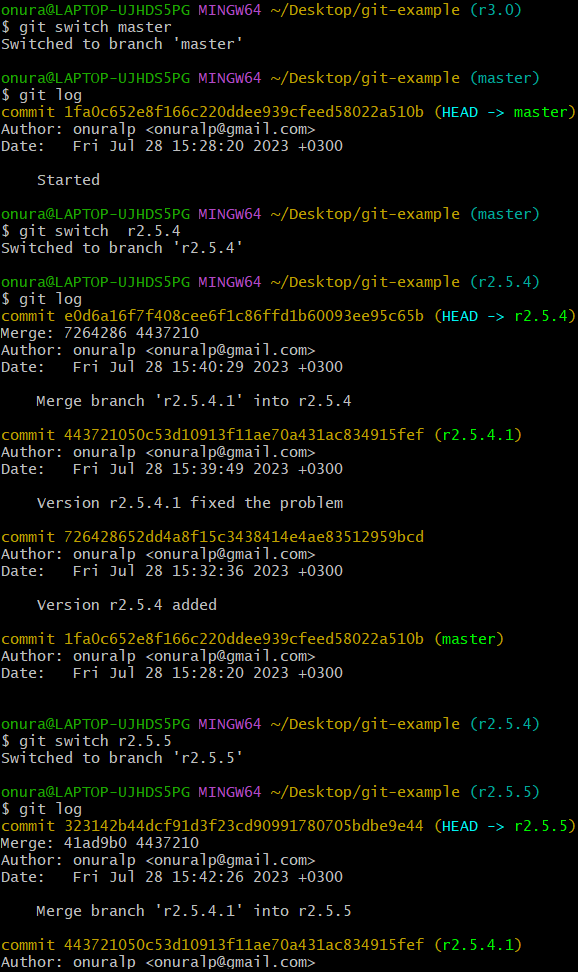 onura@LAPTOP-UJHDS5PG MINGW64 ~/Desktop/git-example (r3.0)
$ git switch master
Switched to branch 'master'
onura@LAPTOP-UJHDS5PG MINGW64 ~/Desktop/git-example (master)
$ git log
commit 1fa0c652e8f166c220ddee939cfeed58022a510b (HEAD -> master)
Author: onuralp <onuralp@gmail.com>
Date:   Fri Jul 28 15:28:20 2023 +0300
Started
onura@LAPTOP-UJHDS5PG MINGW64 ~/Desktop/git-example (master)
$ git switch  r2.5.4
Switched to branch 'r2.5.4'
onura@LAPTOP-UJHDS5PG MINGW64 ~/Desktop/git-example (r2.5.4)
$ git log
commit e0d6a16f7f408cee6f1c86ffd1b60093ee95c65b (HEAD -> r2.5.4)
Merge: 7264286 4437210
Author: onuralp <onuralp@gmail.com>
Date:   Fri Jul 28 15:40:29 2023 +0300
Merge branch 'r2.5.4.1' into r2.5.4
commit 443721050c53d10913f11ae70a431ac834915fef (r2.5.4.1)
Author: onuralp <onuralp@gmail.com>
Date:   Fri Jul 28 15:39:49 2023 +0300
Version r2.5.4.1 fixed the problem
commit 726428652dd4a8f15c3438414e4ae83512959bcd
Author: onuralp <onuralp@gmail.com>
Date:   Fri Jul 28 15:32:36 2023 +0300
Version r2.5.4 added
commit 1fa0c652e8f166c220ddee939cfeed58022a510b (master)
Author: onuralp <onuralp@gmail.com>
Date:   Fri Jul 28 15:28:20 2023 +0300
onura@LAPTOP-UJHDS5PG MINGW64 ~/Desktop/git-example (r2.5.4)
$ git switch r2.5.5
Switched to branch 'r2.5.5'
onura@LAPTOP-UJHDS5PG MINGW64 ~/Desktop/git-example (r2.5.5)
$ git log
commit 323142b44dcf91d3f23cd90991780705bdbe9e44 (HEAD -> r2.5.5)
Merge: 41ad9b0 4437210
Author: onuralp <onuralp@gmail.com>
Date:   Fri Jul 28 15:42:26 2023 +0300
Merge branch 'r2.5.4.1' into r2.5.5
commit 443721050c53d10913f11ae70a431ac834915fef (r2.5.4.1)
Author: onuralp <onuralp@gmail.com>